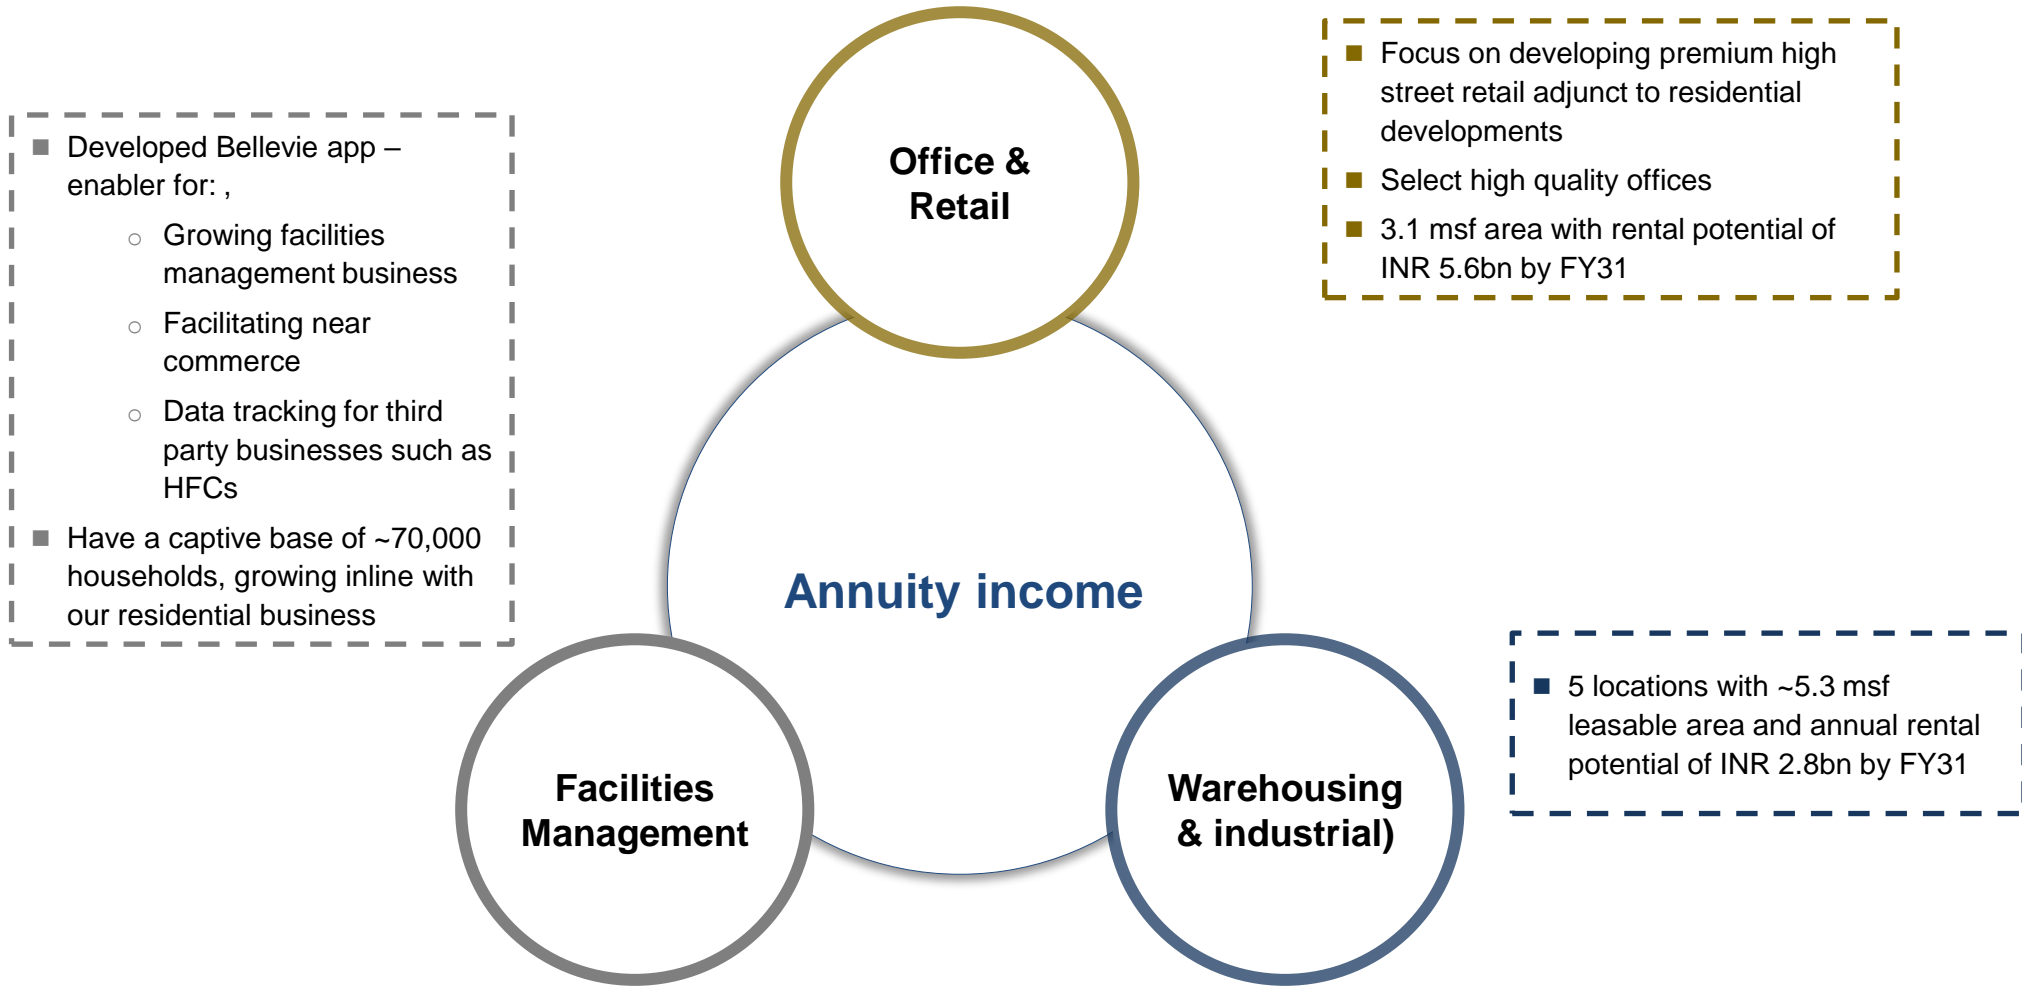 Office &
Retail
■ Focus on developing premium high
street retail adjunct to residential
developments
■ Select high quality offices
■ 3.1 msf area with rental potential of
INR 5.6bn by FY31
■ Developed Bellevie app –
enabler for: ,
○ Growing facilities
management business
○ Facilitating near
commerce
○ Data tracking for third
party businesses such as
HFCs
■ Have a captive base of ~70,000
households, growing inline with
our residential business
Annuity income
Facilities
Management
Warehousing
& industrial)
■ 5 locations with ~5.3 msf
leasable area and annual rental
potential of INR 2.8bn by FY31